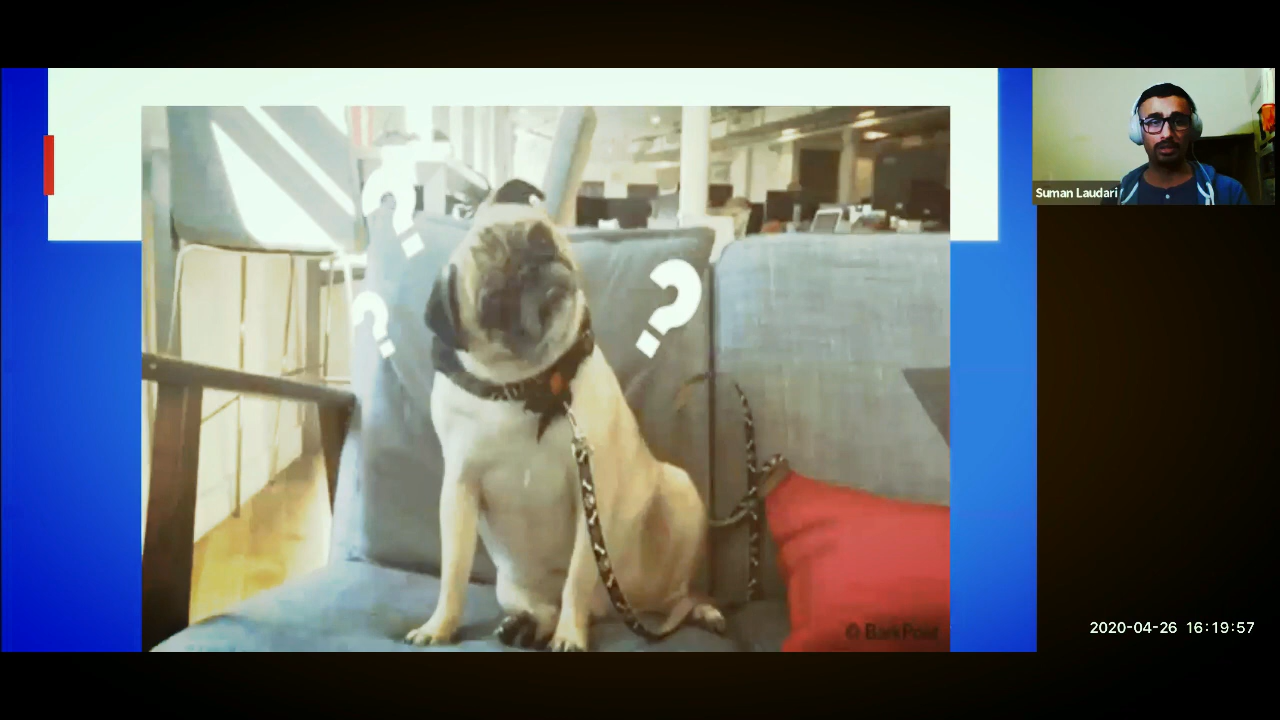 ? 
? 
?
Suman Laudari
© BarkPost
2020-04-26 16:19:57